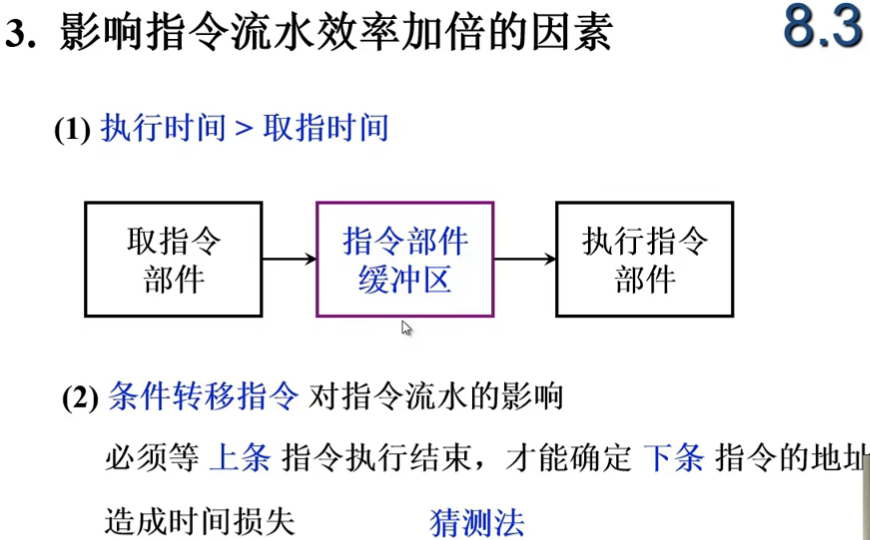 3. 影响指令流水效率加倍的因素 8.3
(1) 执行时间 > 取指时间
取指令
部件
指令部件
缓冲区
执行指令
部件
(2) 条件转移指令 对指令流水的影响
必须等 上条 指令执行结束，才能确定 下条 指令的地址
造成时间损失 猜测法